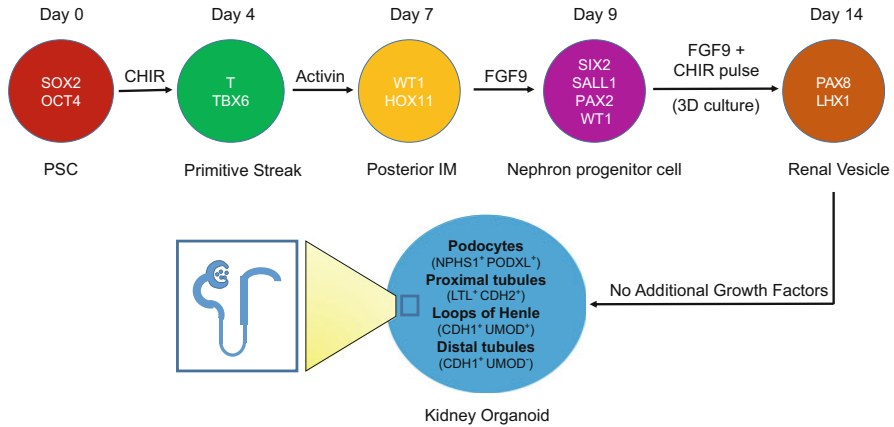 Day 0
Day 4
Day 7
Day 9
Day 14
SOX2
OCT4
CHIR
T
TBX6
Activin
WT1
HOX11
FGF9
SIX2
SALL1
PAX2
WT1
FGF9 +
CHIR pulse
(3D culture)
PAX8
LHX1
PSC
Primitive Streak
Posterior IM
Nephron progenitor cell
Renal Vesicle
Podocytes
(NPHS1⁺ PODXL⁺)
Proximal tubules
(LTL⁺ CDH2⁺)
Loops of Henle
(CDH1⁺ UMOD⁺)
Distal tubules
(CDH1⁺ UMOD⁻)
No Additional Growth Factors
Kidney Organoid